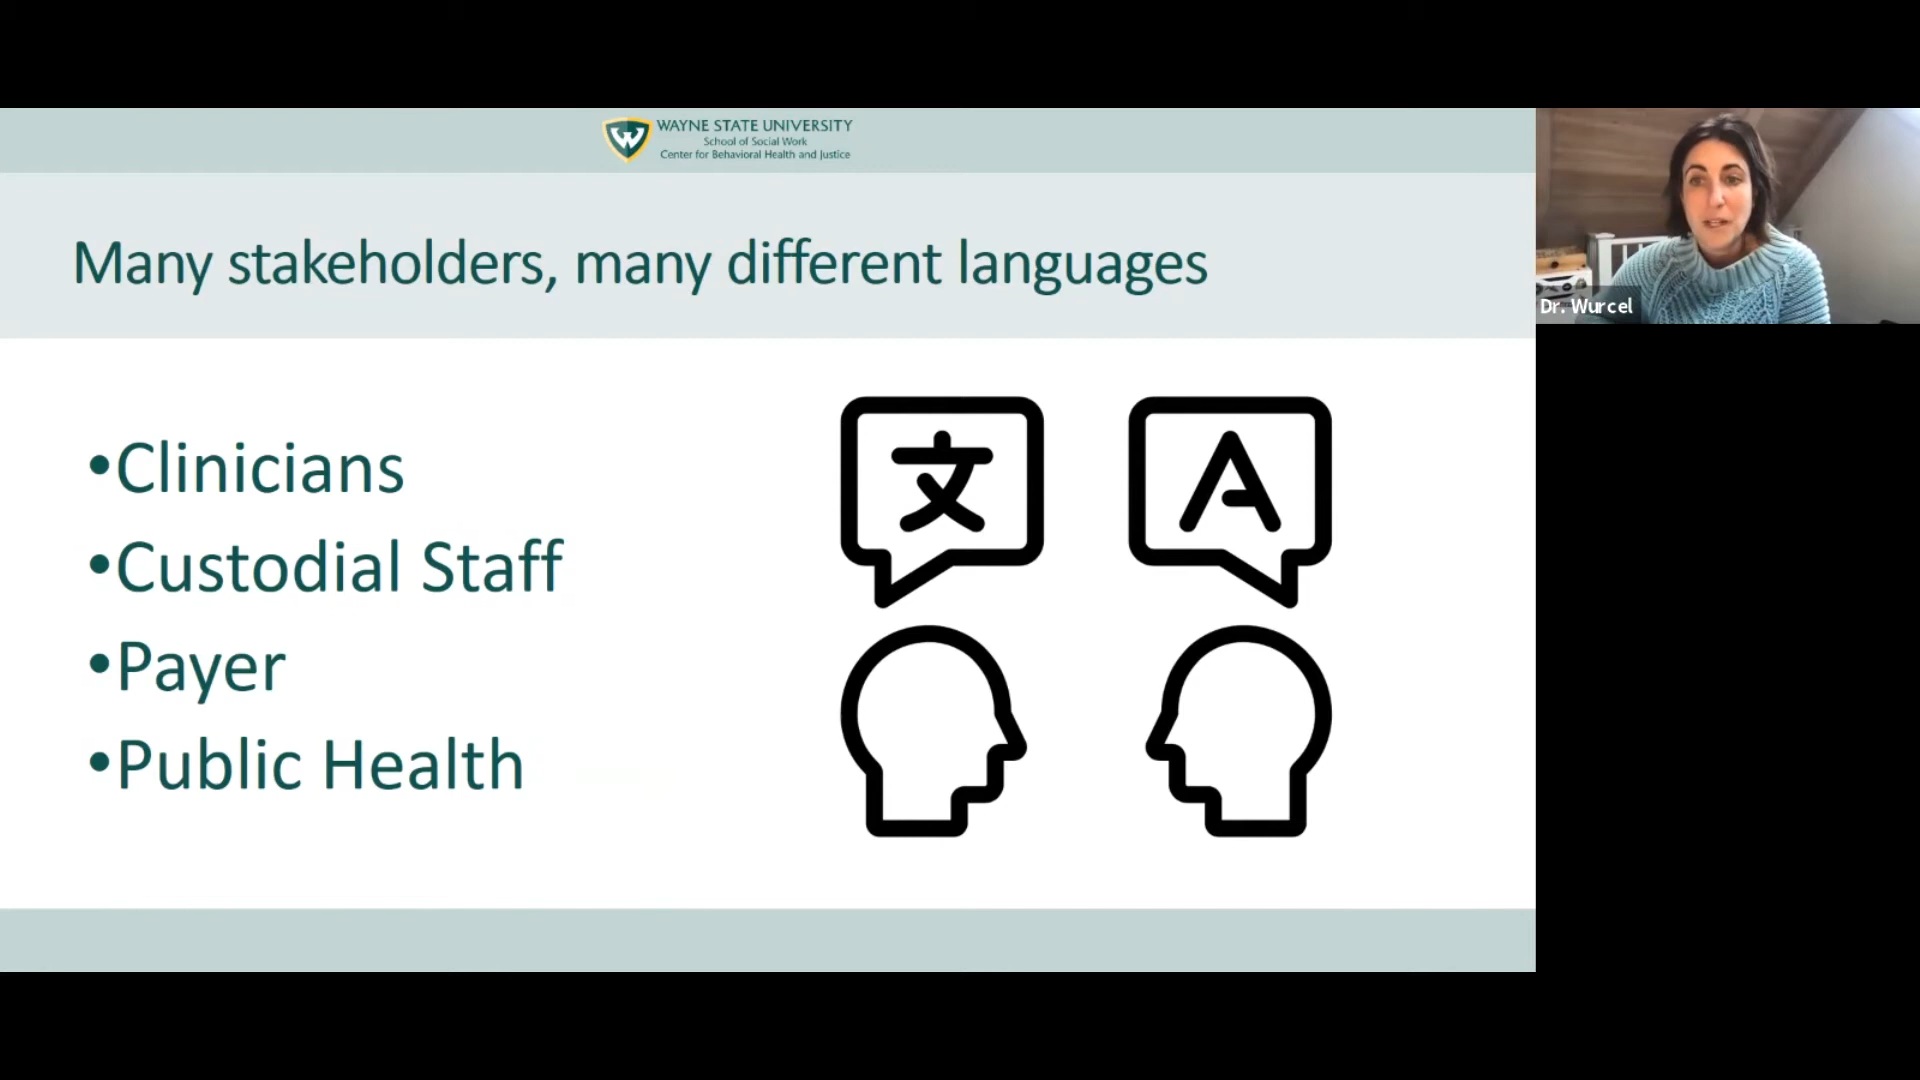 WAYNE STATE UNIVERSITY
School of Social Work
Center for Behavioral Health and Justice
Many stakeholders, many different languages
•Clinicians
•Custodial Staff
•Payer
•Public Health
文
A
Dr. Wurcel